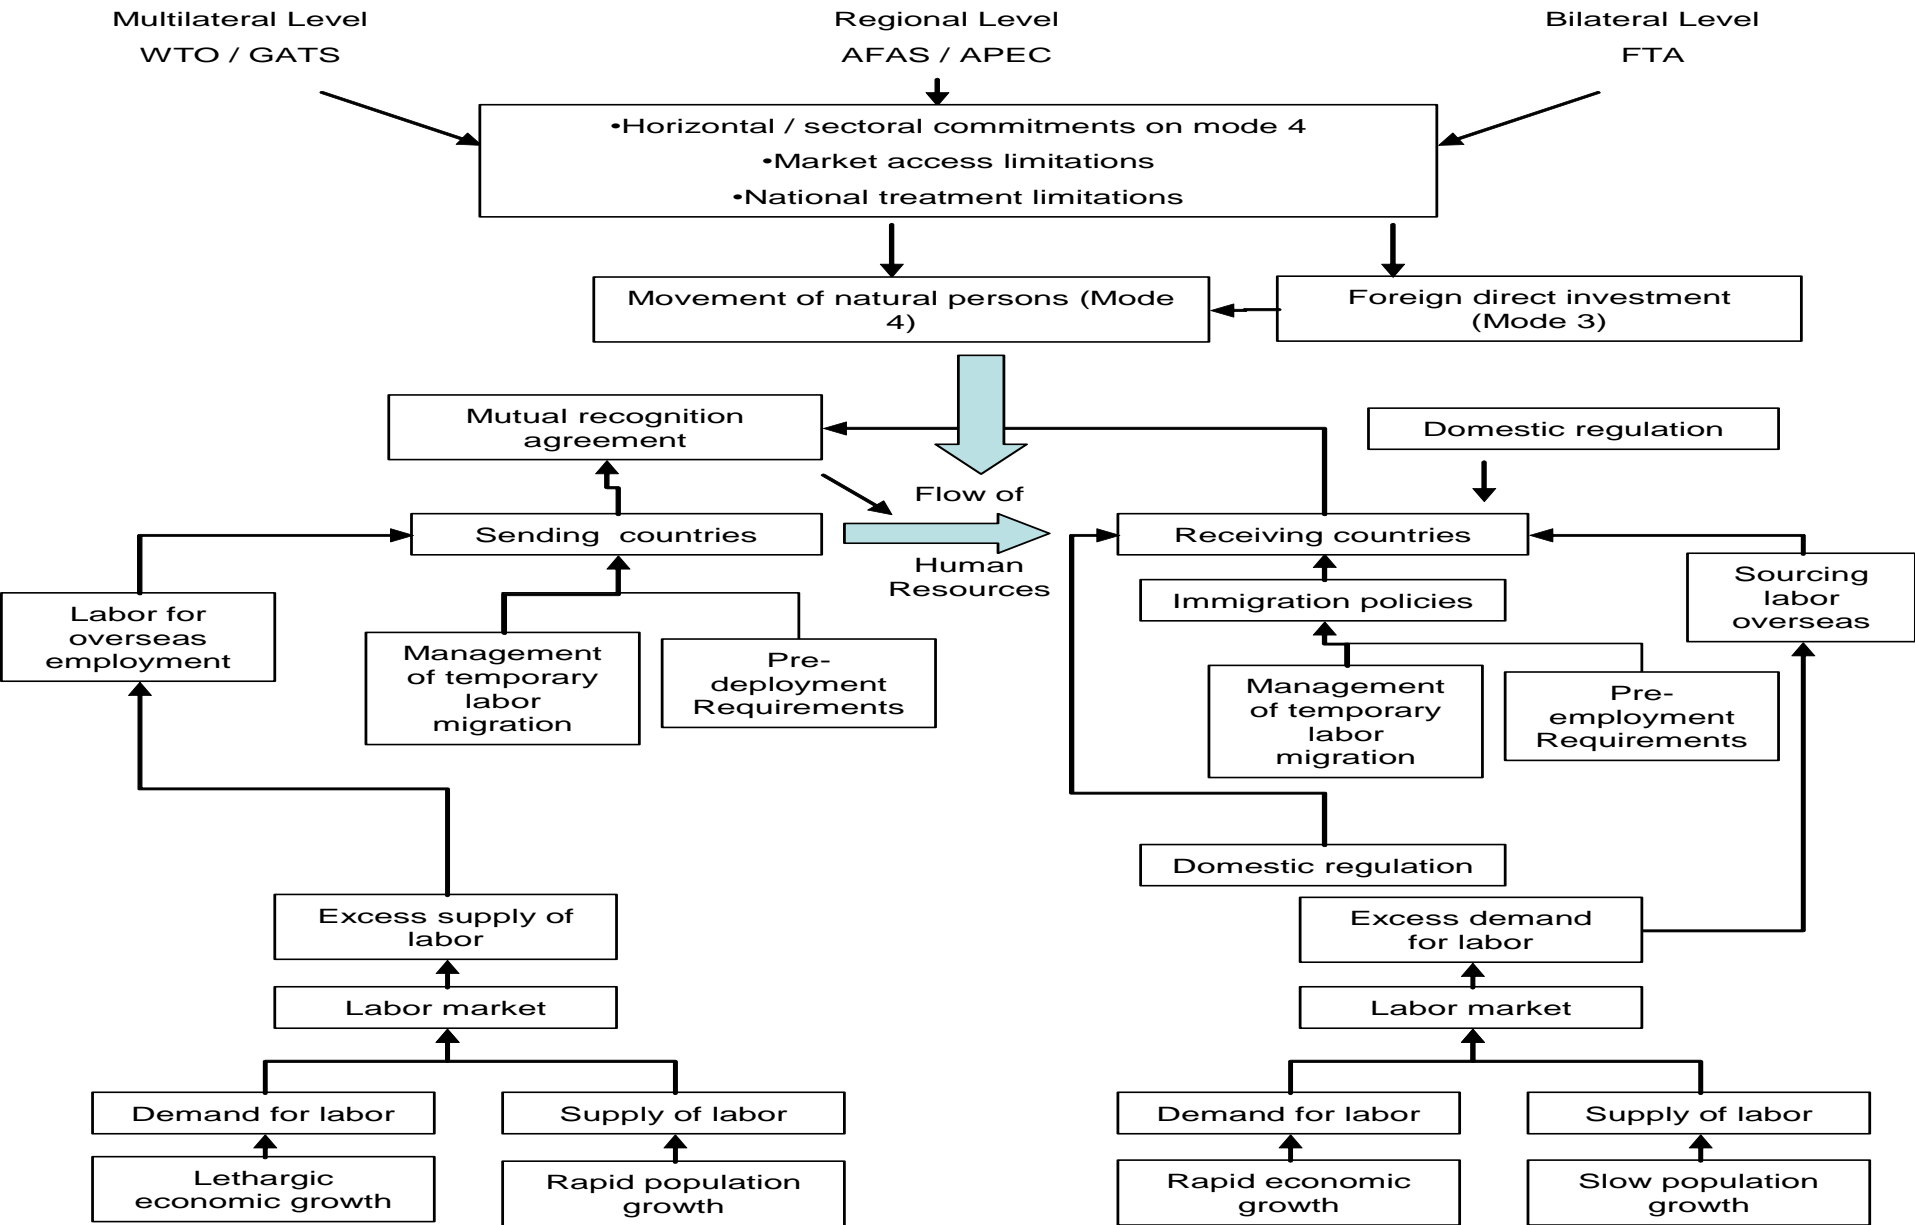 Multilateral Level
WTO / GATS
Regional Level
AFAS / APEC
Bilateral Level
FTA
•Horizontal / sectoral commitments on mode 4
•Market access limitations
•National treatment limitations
Movement of natural persons (Mode
4)
Foreign direct investment
(Mode 3)
Mutual recognition
agreement
Domestic regulation
Flow of
Sending countries
Receiving countries
Human
Resources
Labor for
overseas
employment
Management
of temporary
labor
migration
Pre-
deployment
Requirements
Immigration policies
Sourcing
labor
overseas
Management
of temporary
labor
migration
Pre-
employment
Requirements
Domestic regulation
Excess supply of
labor
Excess demand
for labor
Labor market
Labor market
Demand for labor
Supply of labor
Demand for labor
Supply of labor
Lethargic
economic growth
Rapid population
growth
Rapid economic
growth
Slow population
growth